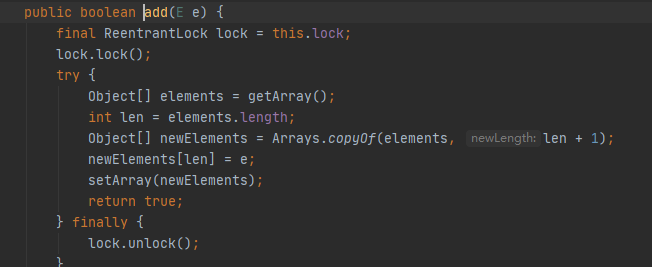 public boolean add(E e) {
final ReentrantLock lock = this.lock;
lock.lock();
try {
Object[] elements = getArray();
int len = elements.length;
Object[] newElements = Arrays.copyOf(elements, newLength: len + 1);
newElements[len] = e;
setArray(newElements);
return true;
} finally {
lock.unlock();
}